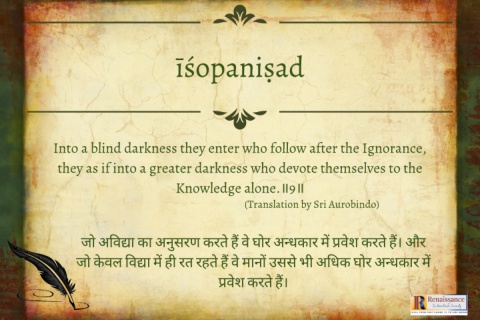 īśopaniṣad
Into a blind darkness they enter who follow after the Ignorance,
they as if into a greater darkness who devote themselves to the
Knowledge alone.॥9॥
(Translation by Sri Aurobindo)
जो अविद्या का अनुसरण करते हैं वे घोर अन्धकार में प्रवेश करते हैं। और
जो केवल विद्या में ही रत रहते हैं वे मानों उससे भी अधिक घोर अन्धकार में
प्रवेश करते हैं।
Renaissance